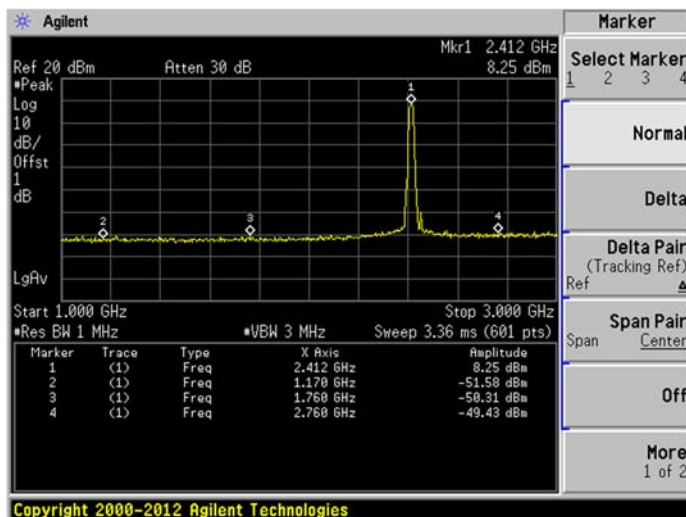 Agilent
Marker
Mkr1 2.412 GHz
Ref 20 dBm Atten 30 dB 8.25 dBm
#Peak
Log
10
dB/
Offst
1
dB
LgAv
1
2
3
4
Start 1.000 GHz Stop 3.000 GHz
#Res BW 1 MHz #VBW 3 MHz Sweep 3.36 ms (601 pts)
Marker Trace Type X Axis Amplitude
1 (1) Freq 2.412 GHz 8.25 dBm
2 (1) Freq 1.170 GHz -51.58 dBm
3 (1) Freq 1.760 GHz -50.31 dBm
4 (1) Freq 2.760 GHz -49.43 dBm
Select Marker
1 2 3 4
Normal
Delta
Delta Pair
(Tracking Ref)
Ref Δ
Span Pair
Span Center
Off
More
1 of 2
Copyright 2000-2012 Agilent Technologies